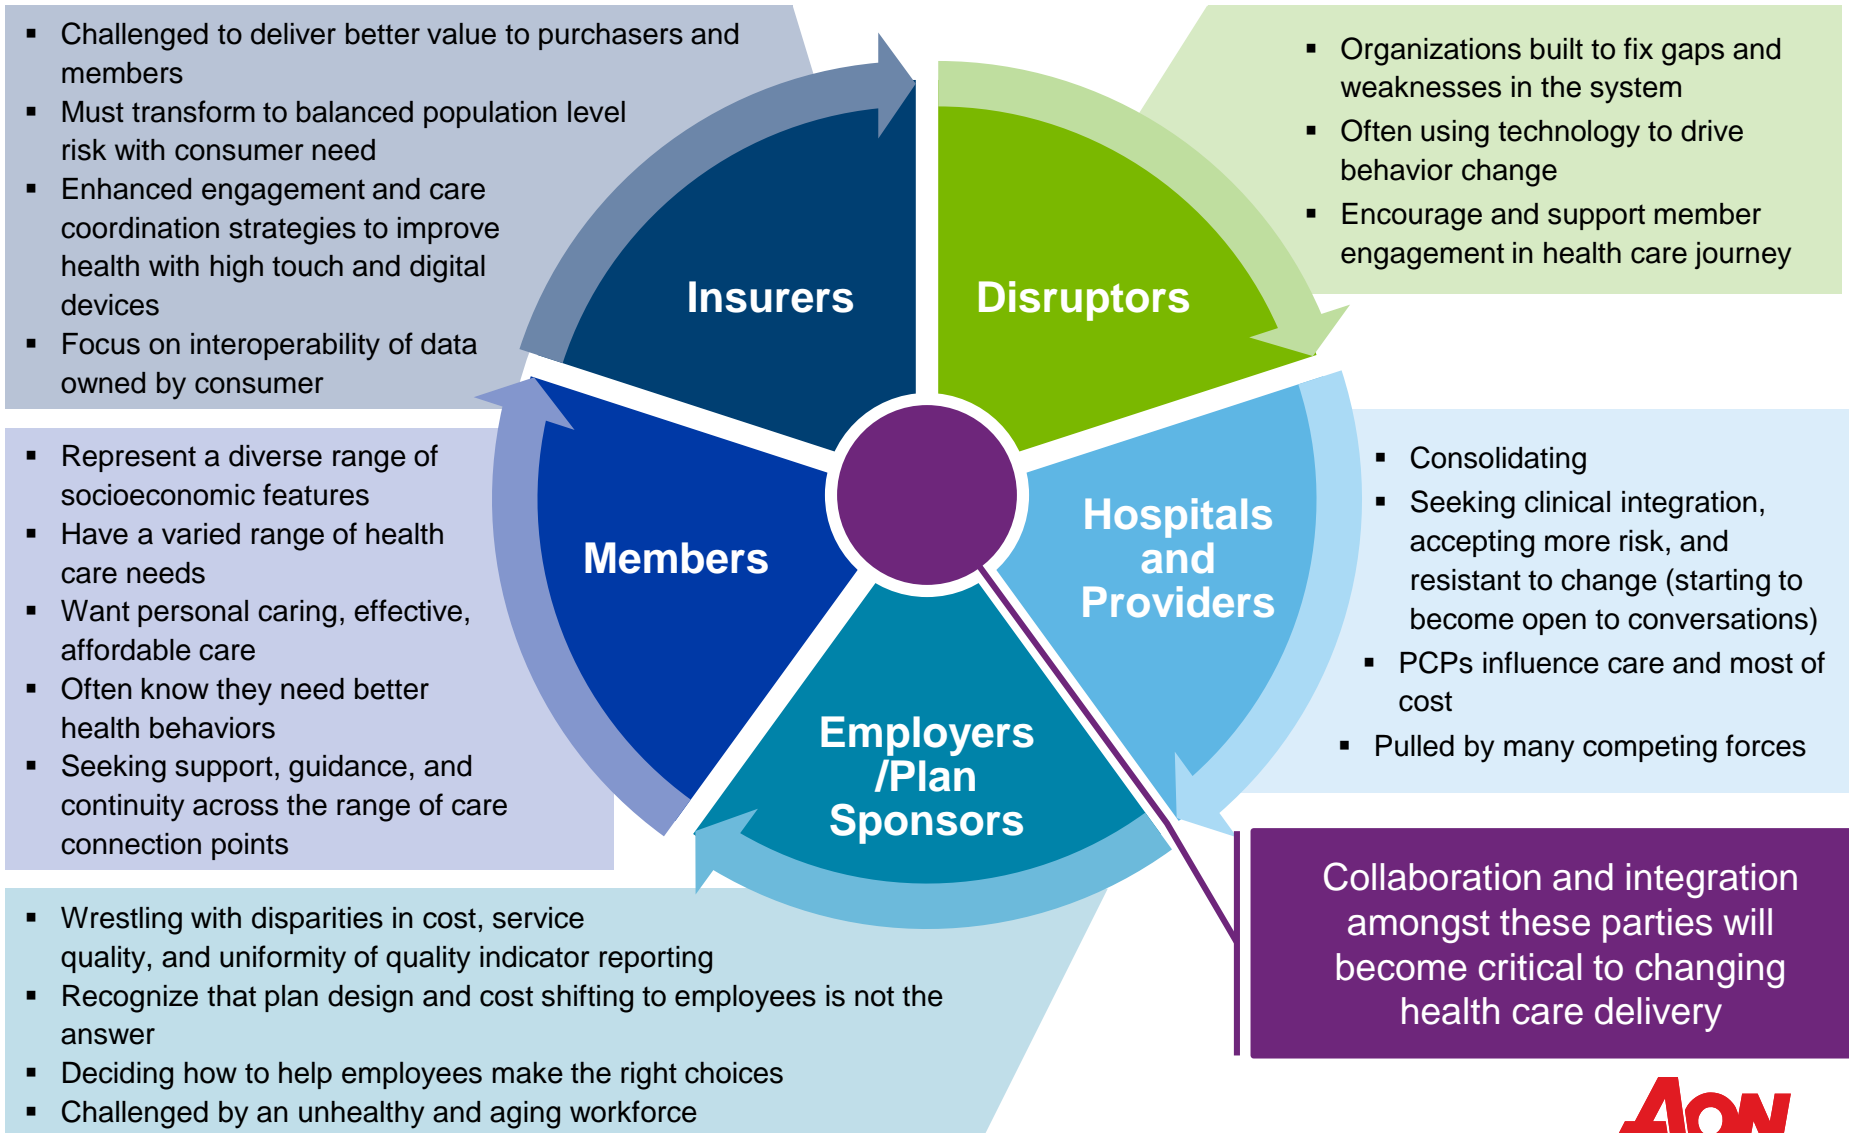 ▪ Challenged to deliver better value to purchasers and
members
▪ Must transform to balanced population level
risk with consumer need
▪ Enhanced engagement and care
coordination strategies to improve
health with high touch and digital
devices
▪ Focus on interoperability of data
owned by consumer
▪ Organizations built to fix gaps and
weaknesses in the system
▪ Often using technology to drive
behavior change
▪ Encourage and support member
engagement in health care journey
Insurers
Disruptors
▪ Represent a diverse range of
socioeconomic features
▪ Have a varied range of health
care needs
▪ Want personal caring, effective,
affordable care
▪ Often know they need better
health behaviors
▪ Seeking support, guidance, and
continuity across the range of care
connection points
Members
Hospitals
and
Providers
▪ Consolidating
▪ Seeking clinical integration,
accepting more risk, and
resistant to change (starting to
become open to conversations)
▪ PCPs influence care and most of
cost
▪ Pulled by many competing forces
Employers
/Plan
Sponsors
▪ Wrestling with disparities in cost, service
quality, and uniformity of quality indicator reporting
▪ Recognize that plan design and cost shifting to employees is not the
answer
▪ Deciding how to help employees make the right choices
▪ Challenged by an unhealthy and aging workforce
Collaboration and integration
amongst these parties will
become critical to changing
health care delivery
AON